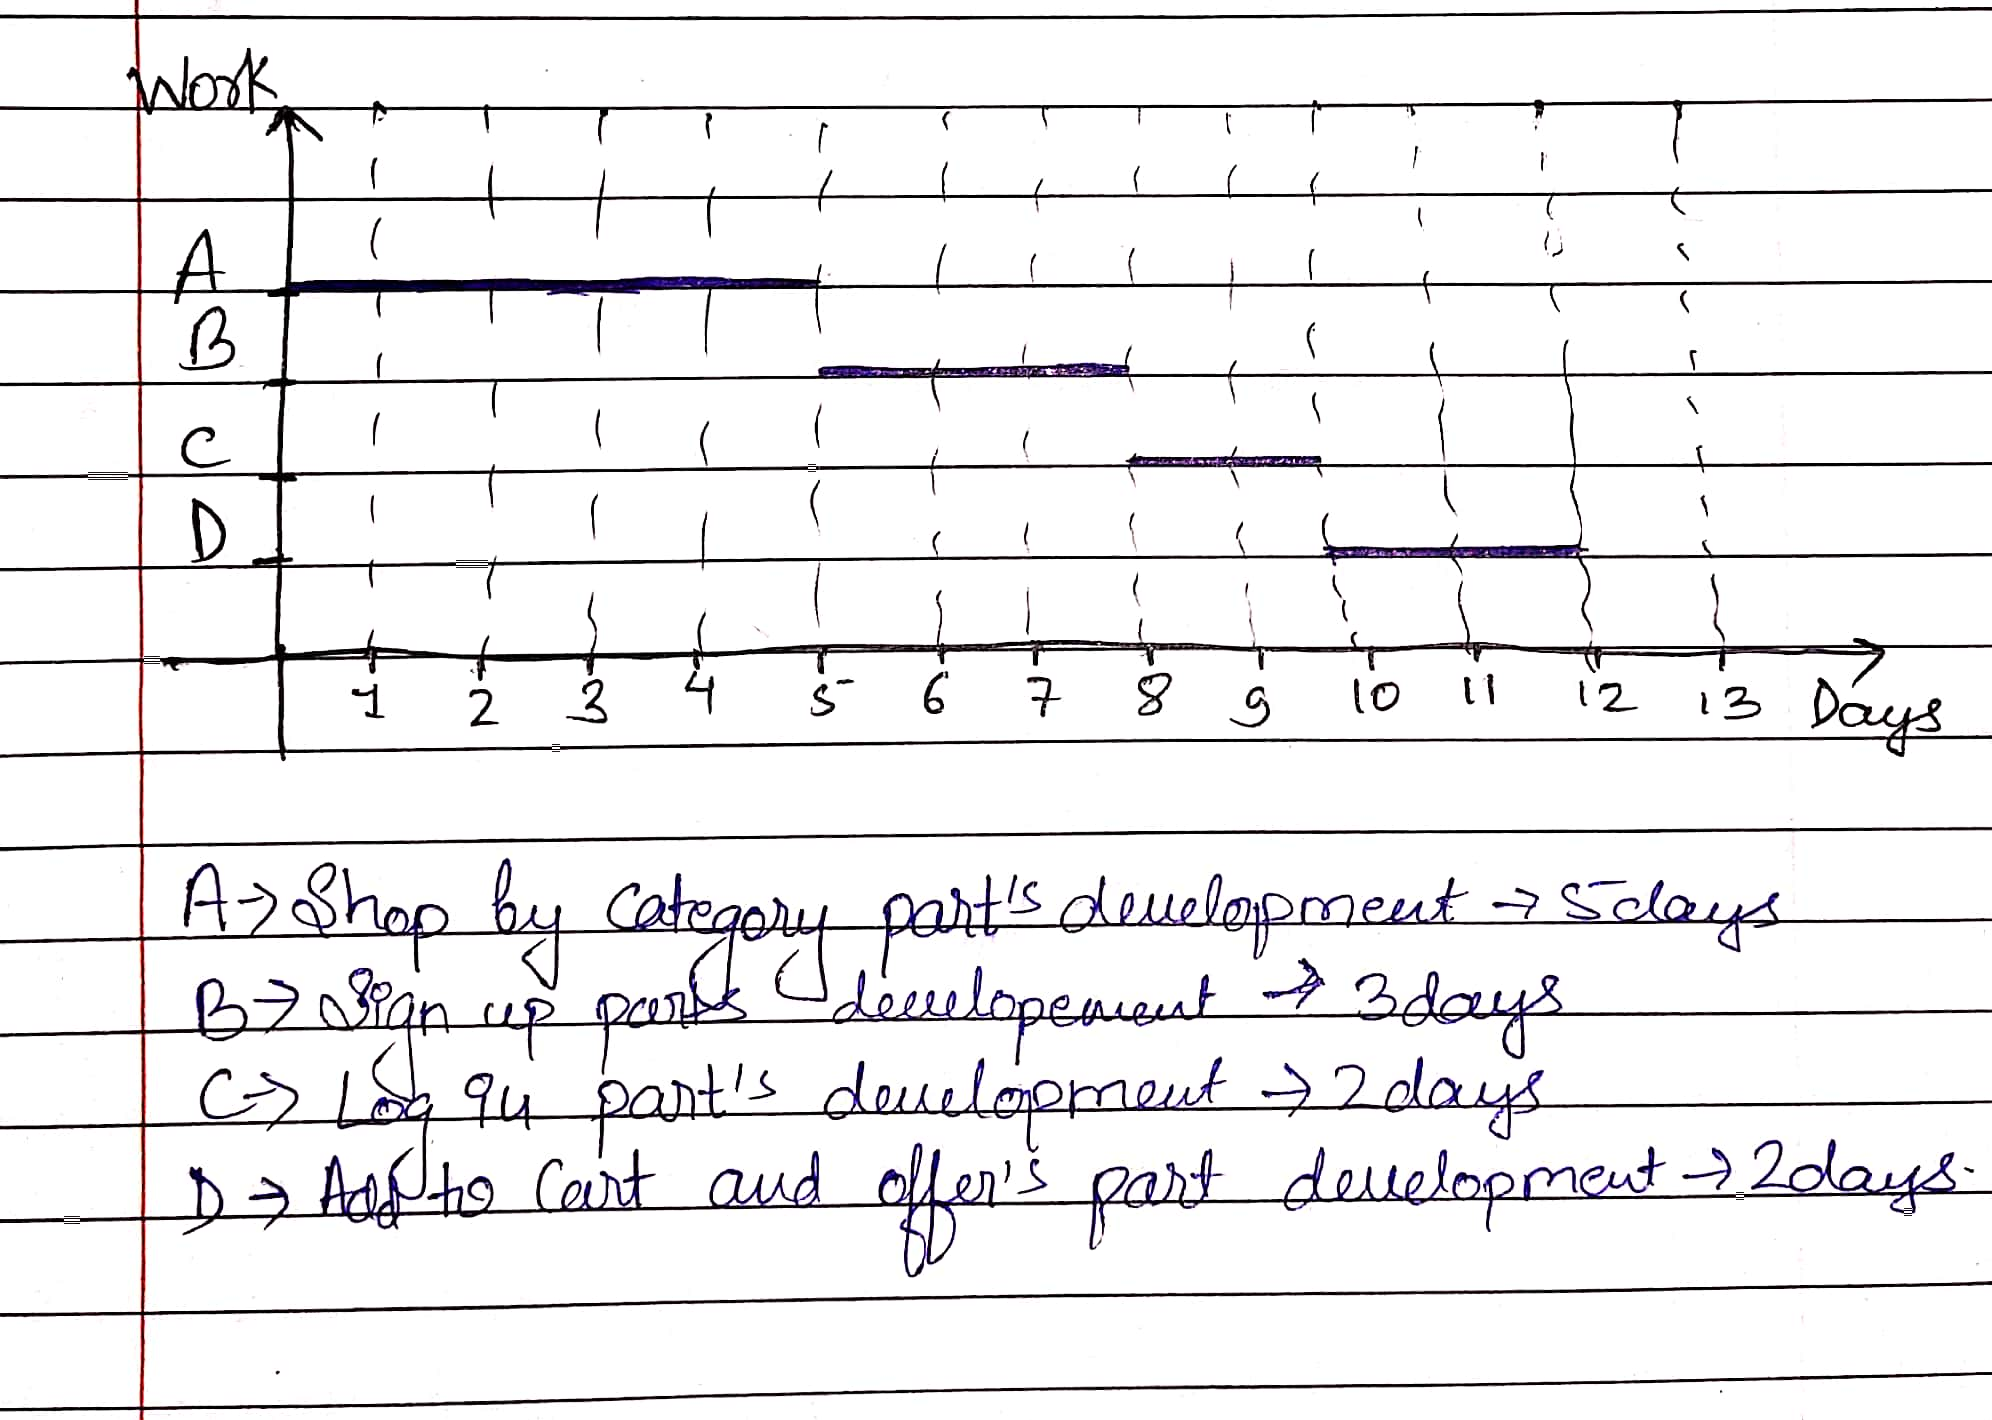 Work
A
B
C
D
1 2 3 4 5 6 7 8 9 10 11 12 13 Days
A→ Shop by Category part's development → 5days
B→ Sign up part's developement → 3days
C→ Log In part's development → 2days
D→ Add to Cart and offer's part development → 2days.